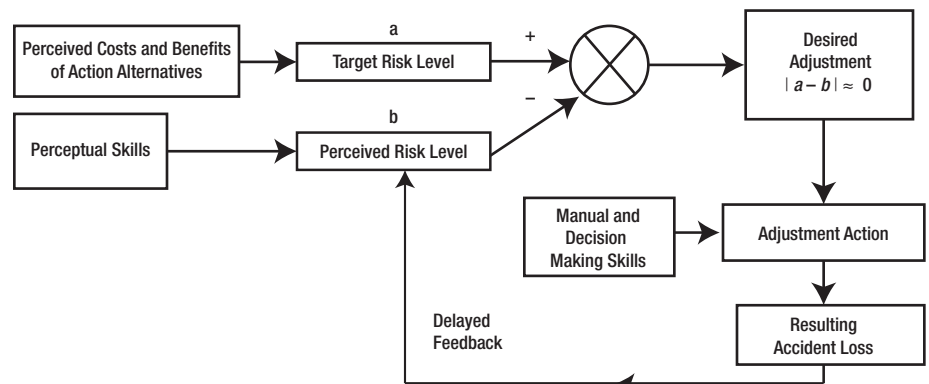 a
Perceived Costs and Benefits
of Action Alternatives
Target Risk Level
+
Desired
Adjustment
| a – b | ≈ 0
–
b
Perceptual Skills
Perceived Risk Level
Manual and
Decision
Making Skills
Adjustment Action
Delayed
Feedback
Resulting
Accident Loss